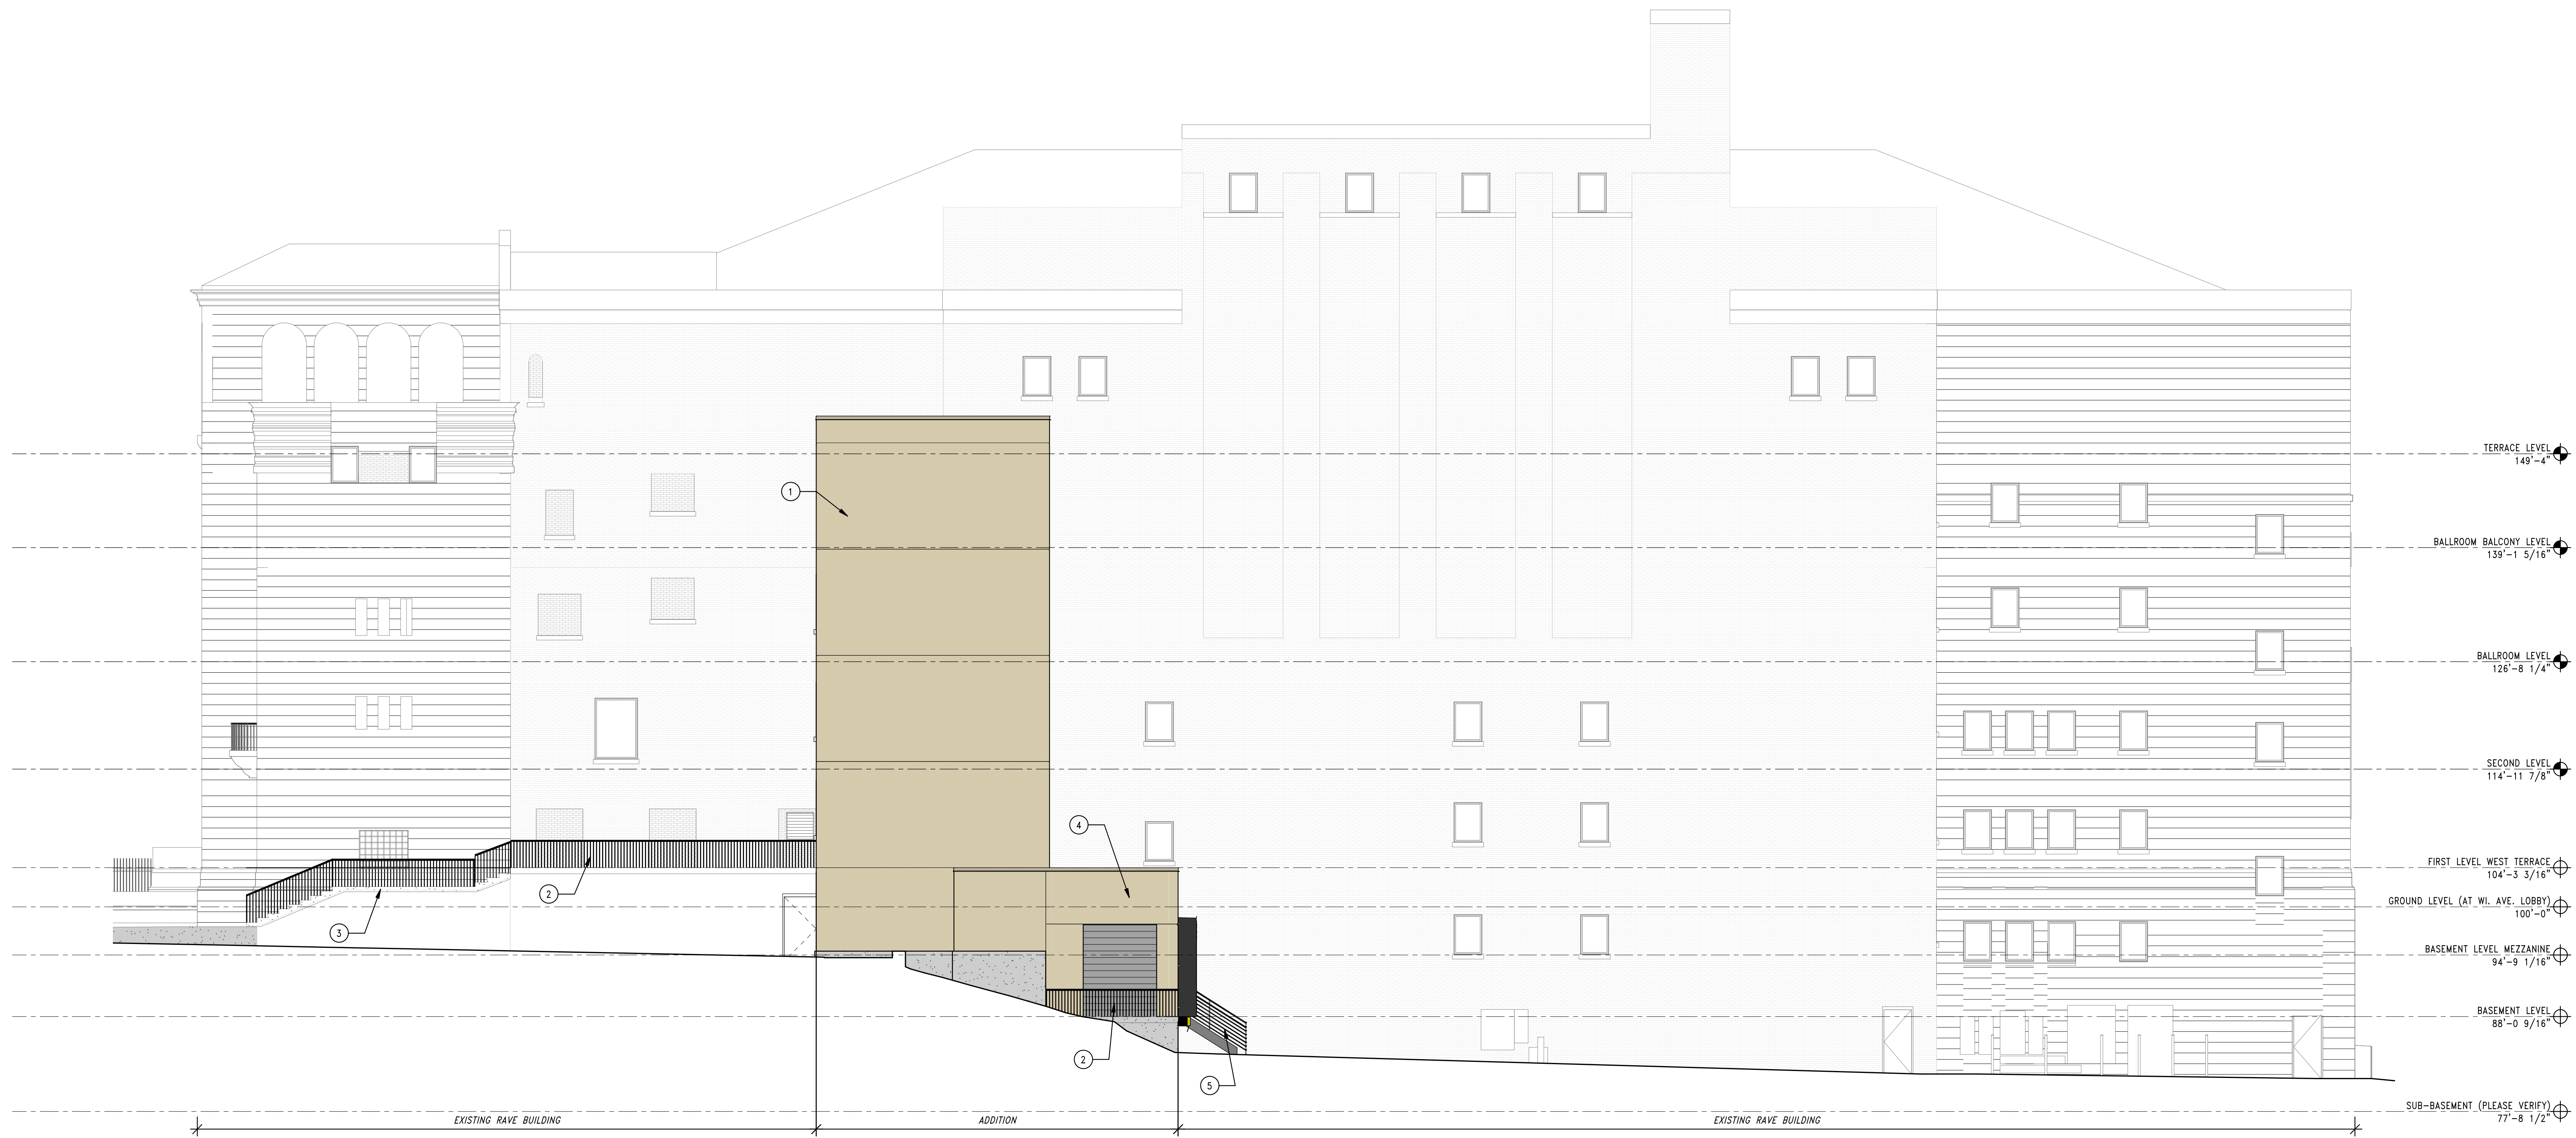 TERRACE LEVEL
149'-4"
1
BALLROOM BALCONY LEVEL
139'-1 5/16"
BALLROOM LEVEL
126'-8 1/4"
SECOND LEVEL
114'-11 7/8"
4
FIRST LEVEL WEST TERRACE
104'-3 3/16"
2
GROUND LEVEL (AT WI. AVE. LOBBY)
100'-0"
3
BASEMENT LEVEL MEZZANINE
94'-9 1/16"
BASEMENT LEVEL
88'-0 9/16"
2
5
SUB-BASEMENT (PLEASE VERIFY)
77'-8 1/2"
EXISTING RAVE BUILDING
ADDITION
EXISTING RAVE BUILDING